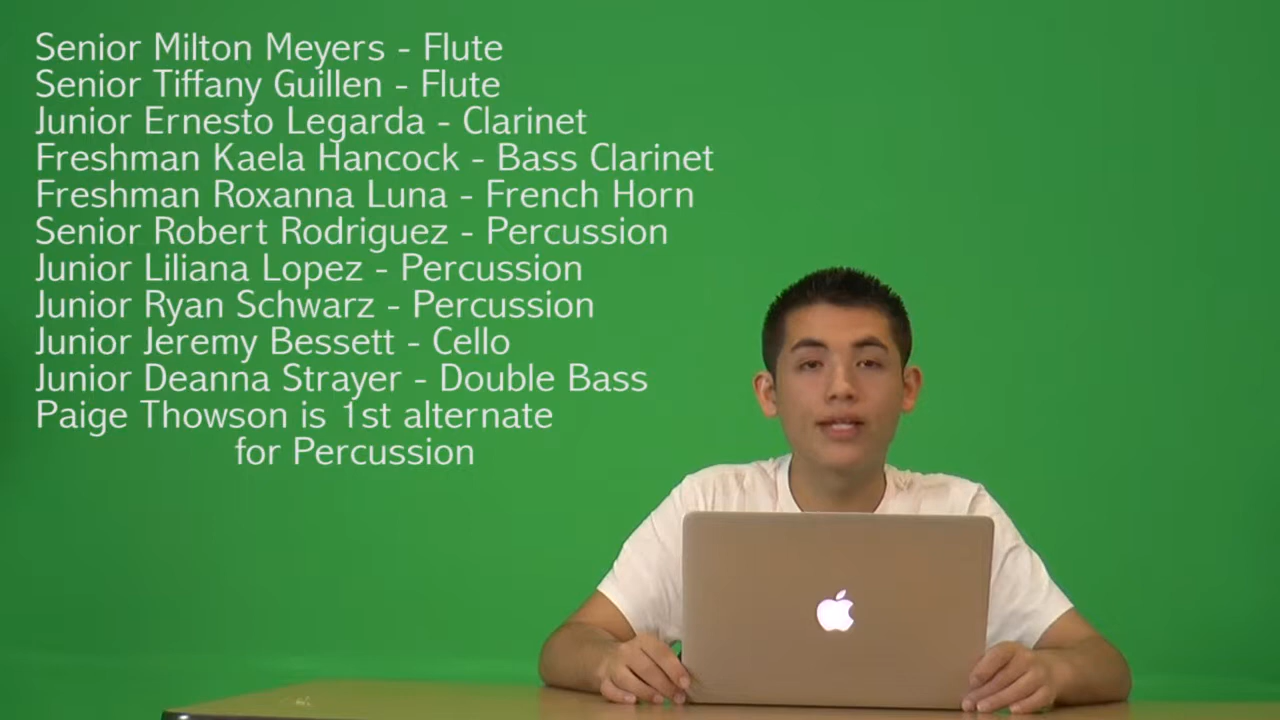 Senior Milton Meyers - Flute
Senior Tiffany Guillen - Flute
Junior Ernesto Legarda - Clarinet
Freshman Kaela Hancock - Bass Clarinet
Freshman Roxanna Luna - French Horn
Senior Robert Rodriguez - Percussion
Junior Liliana Lopez - Percussion
Junior Ryan Schwarz - Percussion
Junior Jeremy Bessett - Cello
Junior Deanna Strayer - Double Bass
Paige Thowson is 1st alternate
for Percussion